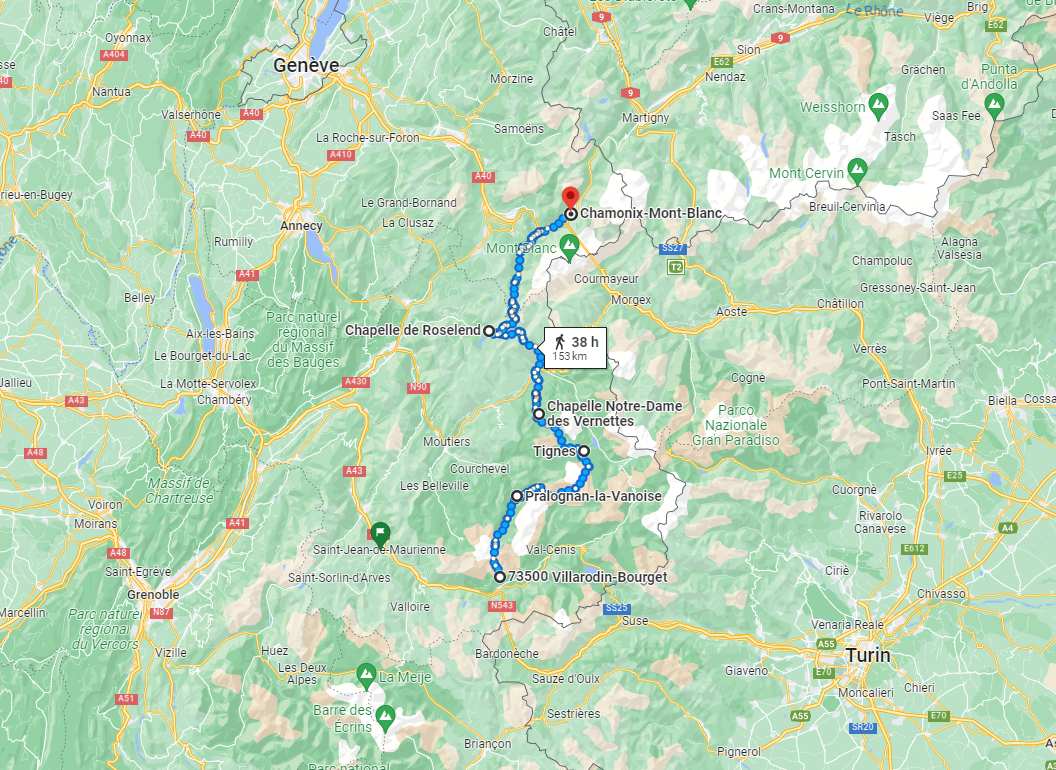 Crans-Montana
Le Rhône
Brig
9
Châtel
Viège
E62
Oyonnax
9
Sion
A404
Genève
E62
Grächen
Punta
d'Andolla
Nendaz
Morzine
9
Nantua
Weisshorn
Valserhône
A40
Martigny
Saas Fee
Samoëns
A40
La Roche-sur-Foron
Täsch
A410
A40
Mont Cervin
rieu-en-Bugey
Le Grand-Bornand
Chamonix-Mont-Blanc
Breuil-Cervinia
Annecy
La Clusaz
Rumilly
Mont Blanc
SS27
Alagna
Valsesia
T2
Champoluc
A41
Courmayeur
Gressoney-Saint-Jean
Belley
Morgex
Châtillon
Aoste
Parc naturel
régional
du Massif
des Bauges
Aix-les-Bains
Chapelle de Roselend
38 h
153 km
Le Bourget-du-Lac
Verrès
Jallieu
La Motte-Servolex
A430
N90
Cogne
Pont-Saint-Martin
A43
Chambéry
Biella
Cossa
Chapelle Notre-Dame
des Vernettes
Parco
Nazionale
Gran Paradiso
Moutiers
A48
Tignes
Ivrée
A43
Courchevel
E25
Massif de
Chartreuse
Les Belleville
Pralognan-la-Vanoise
Cuorgnè
Voiron
Moirans
A41
Rivarolo
Canavese
A4
Saint-Jean-de-Maurienne
Val-Cenis
A48
E612
Saint-Egrève
Saint-Sorlin-d'Arves
73500 Villarodin-Bourget
Ciriè
Grenoble
Chivasso
Marcellin
N87
Valloire
N543
SS25
Parc naturel
régional
du Vercors
Suse
Venaria Reale
A55
Vizille
Huez
Bardonèche
Turin
Les Deux
Alpes
La Meije
Sauze d'Oulx
Giaveno
E70
A51
Moncalieri
Chieri
Barre des
Écrins
Sestrières
A55
E70
SR20
Briançon
Pignerol
Parc national